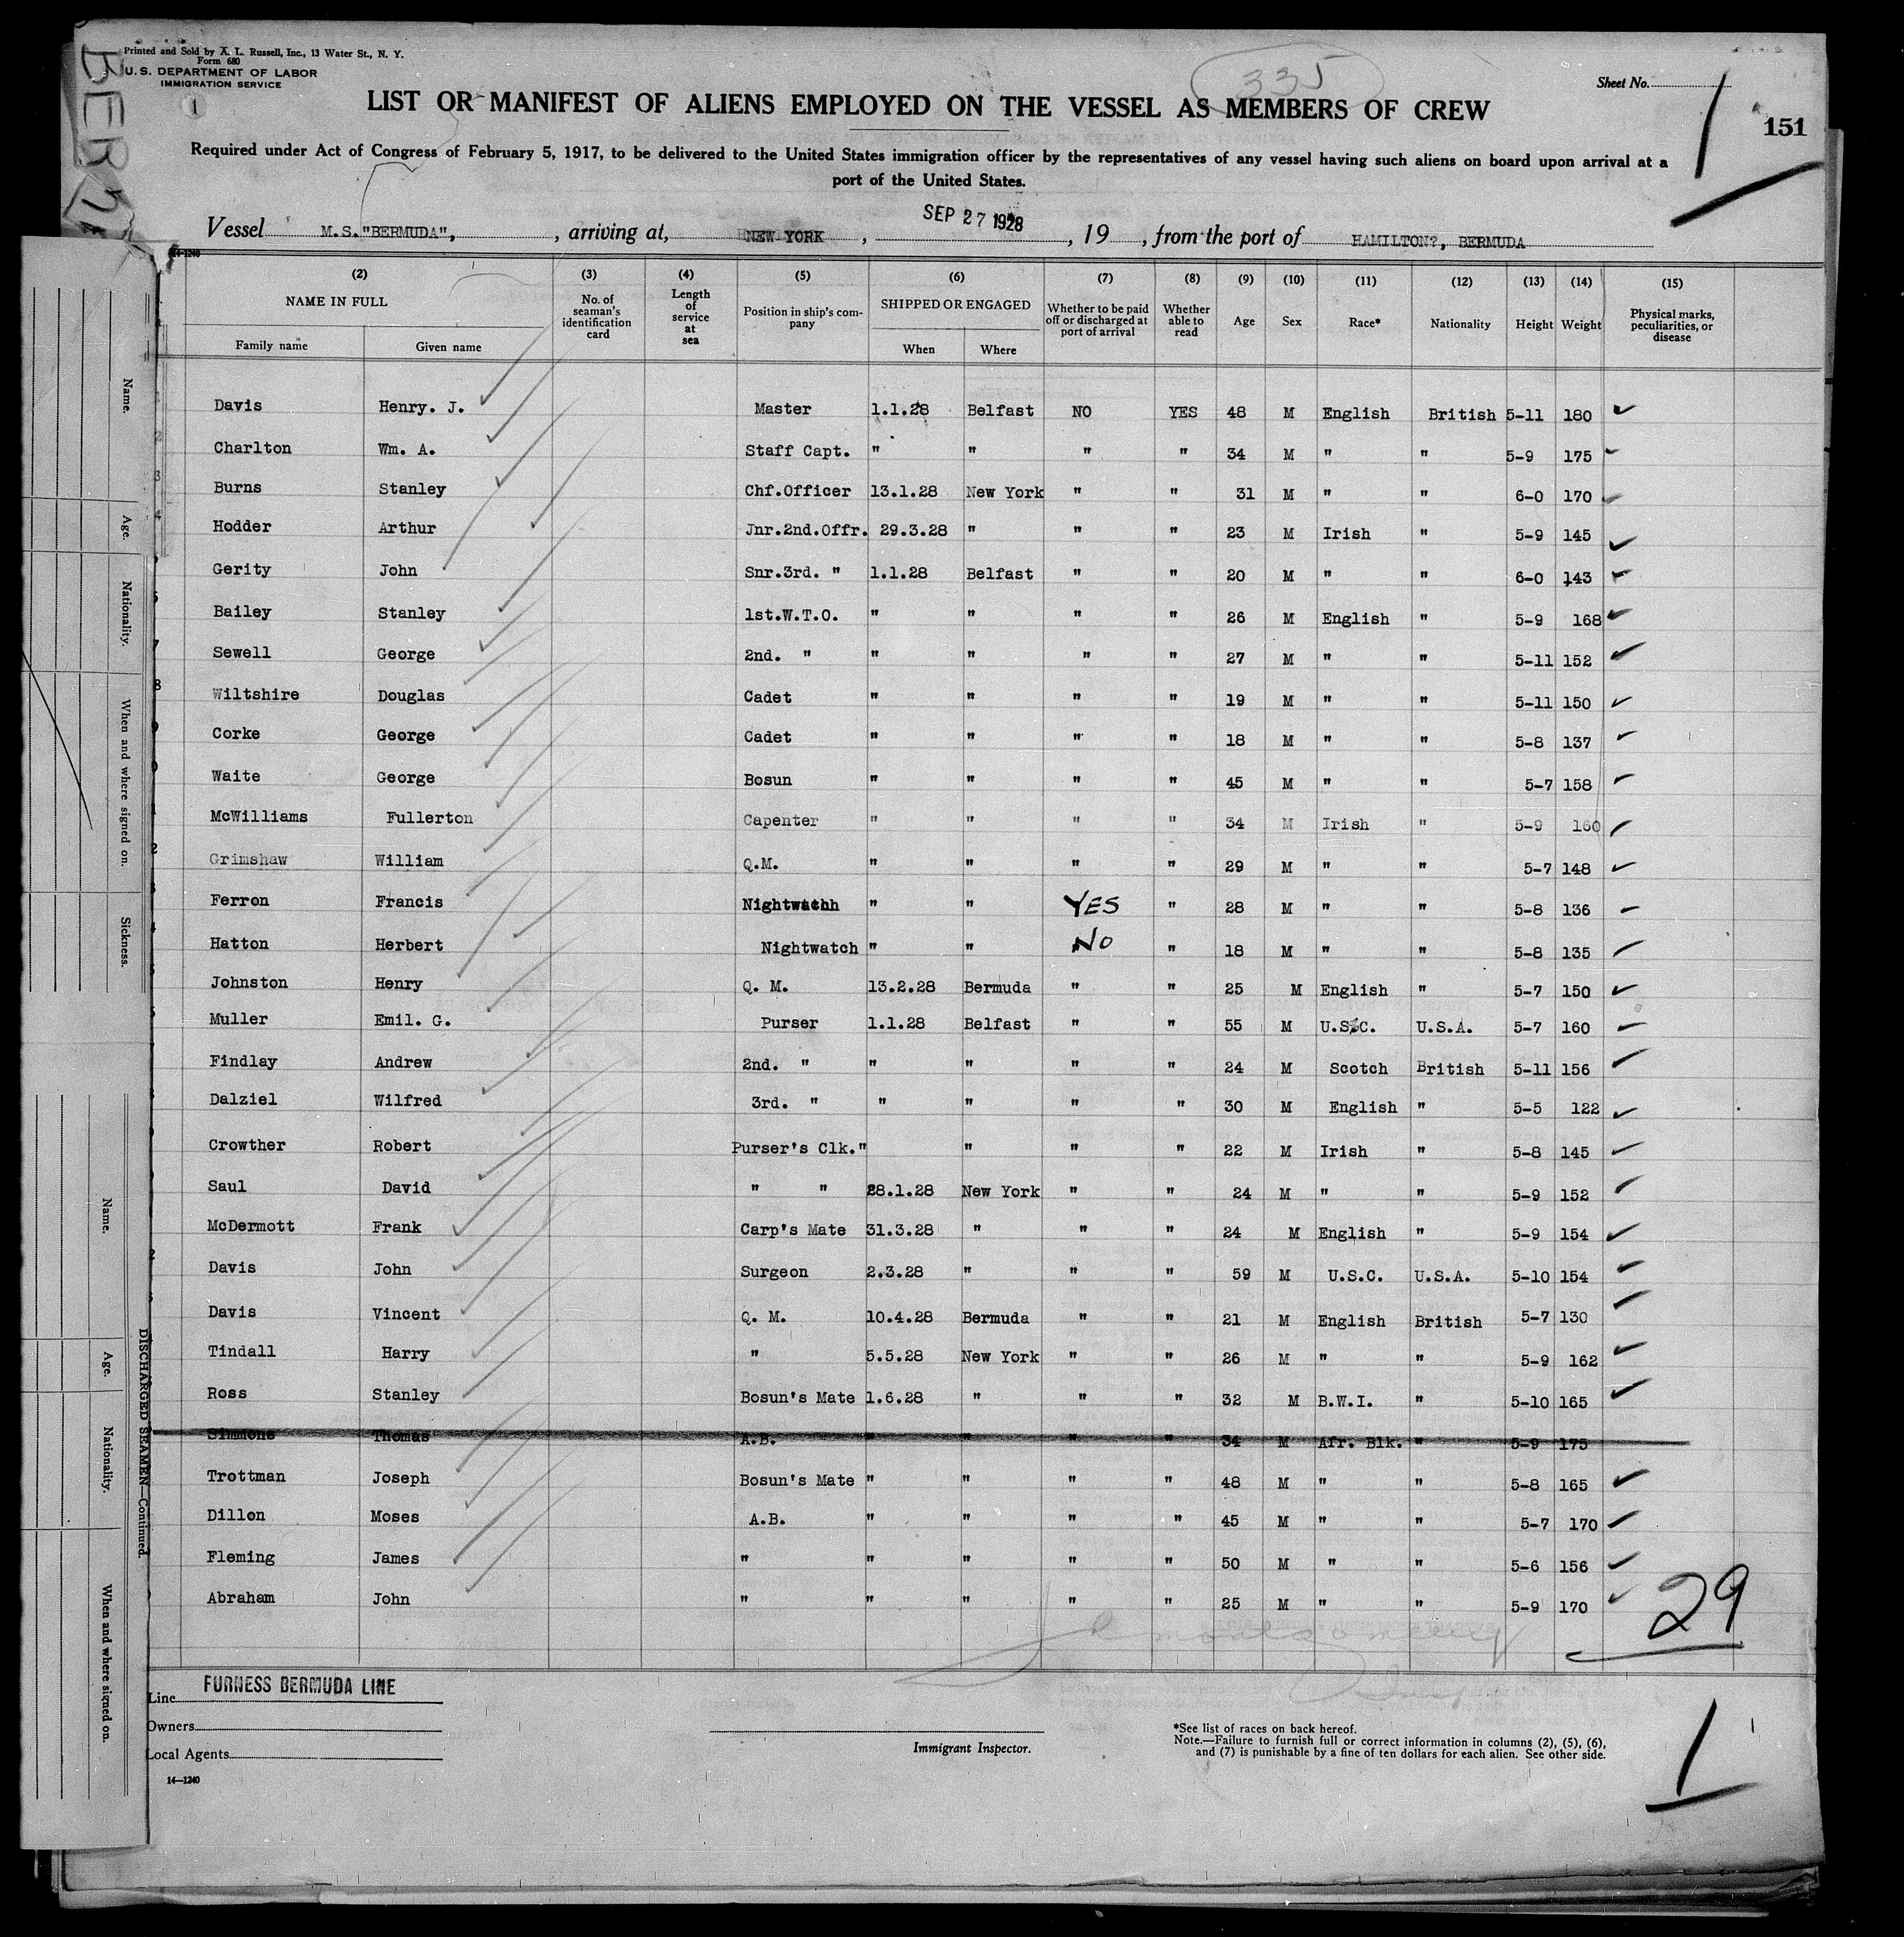 Printed and Sold by A. L. Russell, Inc., 13 Water St., N. Y.
Form 680
U. S. DEPARTMENT OF LABOR
IMMIGRATION SERVICE
1
335
Sheet No. 1
151
LIST OR MANIFEST OF ALIENS EMPLOYED ON THE VESSEL AS MEMBERS OF CREW
Required under Act of Congress of February 5, 1917, to be delivered to the United States immigration officer by the representatives of any vessel having such aliens on board upon arrival at a
port of the United States.
Vessel M.S."BERMUDA", , arriving at, NEW YORK , SEP 27 1928 , 19 , from the port of HAMILTON?, BERMUDA
14-1240
(2) (3) (4) (5) (6) (7) (8) (9) (10) (11) (12) (13) (14) (15)
NAME IN FULL No. of seaman's identification card Length of service at sea Position in ship's company SHIPPED OR ENGAGED Whether to be paid off or discharged at port of arrival Whether able to read Age Sex Race* Nationality Height Weight Physical marks, peculiarities, or disease
Family name Given name When Where
Davis Henry. J. Master 1.1.28 Belfast NO YES 48 M English British 5-11 180
Charlton Wm. A. Staff Capt. " " " " 34 M " " 5-9 175
Burns Stanley Chf.Officer 13.1.28 New York " " 31 M " " 6-0 170
Hodder Arthur Jnr.2nd.Offr. 29.3.28 " " " 23 M Irish " 5-9 145
Gerity John Snr.3rd. " 1.1.28 Belfast " " 20 M " " 6-0 143
Bailey Stanley 1st.W.T.O. " " " " 26 M English " 5-9 168
Sewell George 2nd. " " " " " 27 M " " 5-11 152
Wiltshire Douglas Cadet " " " " 19 M " " 5-11 150
Corke George Cadet " " " " 18 M " " 5-8 137
Waite George Bosun " " " " 45 M " " 5-7 158
McWilliams Fullerton Capenter " " " " 34 M Irish " 5-9 160
Grimshaw William Q.M. " " " " 29 M " " 5-7 148
Ferron Francis Nightwatchh " " YES " 28 M " " 5-8 136
Hatton Herbert Nightwatch " " No " 18 M " " 5-8 135
Johnston Henry Q. M. 13.2.28 Bermuda " " 25 M English " 5-7 150
Muller Emil. G. Purser 1.1.28 Belfast " " 55 M U.S.C. U.S.A. 5-7 160
Findlay Andrew 2nd. " " " " " 24 M Scotch British 5-11 156
Dalziel Wilfred 3rd. " " " " " 30 M English " 5-5 122
Crowther Robert Purser's Clk." " " " 22 M Irish " 5-8 145
Saul David " " 28.1.28 New York " " 24 M " " 5-9 152
McDermott Frank Carp's Mate 31.3.28 " " " 24 M English " 5-9 154
Davis John Surgeon 2.3.28 " " " 59 M U.S.C. U.S.A. 5-10 154
Davis Vincent Q. M. 10.4.28 Bermuda " " 21 M English British 5-7 130
Tindall Harry " 5.5.28 New York " " 26 M " " 5-9 162
Ross Stanley Bosun's Mate 1.6.28 " " " 32 M B.W.I. " 5-10 165
Simmons Thomas A.B. " " " " 34 M Afr. Blk. " 5-9 175
Trottman Joseph Bosun's Mate " " " " 48 M " " 5-8 165
Dillon Moses A.B. " " " " 45 M " " 5-7 170
Fleming James " " " " " 50 M " " 5-6 156
Abraham John " " " " " 25 M " " 5-9 170
29
Line FURNESS BERMUDA LINE
Owners
Local Agents
14—1240
Immigrant Inspector.
*See list of races on back hereof.
Note.—Failure to furnish full or correct information in columns (2), (5), (6),
and (7) is punishable by a fine of ten dollars for each alien. See other side.
1
BER
Name.
Age.
Nationality.
When and where signed on.
Sickness.
DISCHARGED SEAMEN—Continued.
Name.
Age.
Nationality.
When and where signed on.